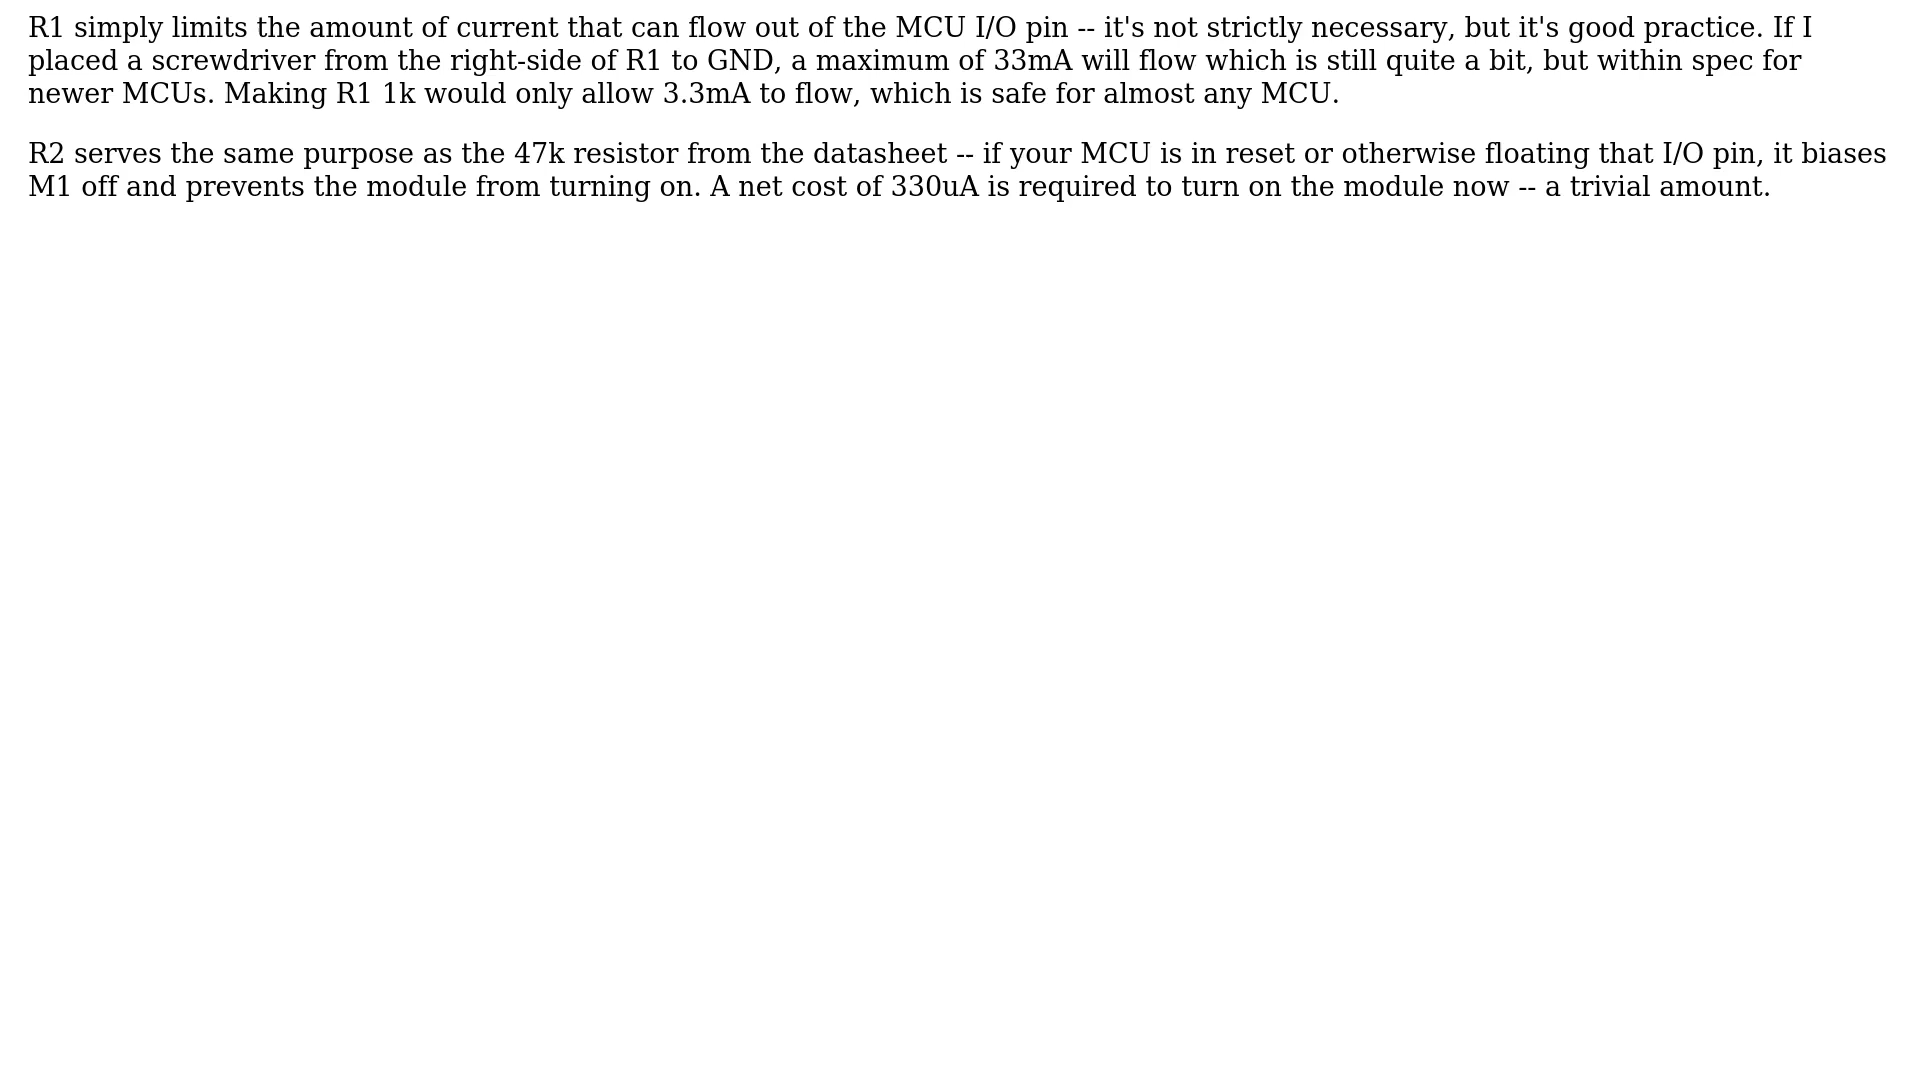 R1 simply limits the amount of current that can flow out of the MCU I/O pin -- it's not strictly necessary, but it's good practice. If I
placed a screwdriver from the right-side of R1 to GND, a maximum of 33mA will flow which is still quite a bit, but within spec for
newer MCUs. Making R1 1k would only allow 3.3mA to flow, which is safe for almost any MCU.
R2 serves the same purpose as the 47k resistor from the datasheet -- if your MCU is in reset or otherwise floating that I/O pin, it biases
M1 off and prevents the module from turning on. A net cost of 330uA is required to turn on the module now -- a trivial amount.